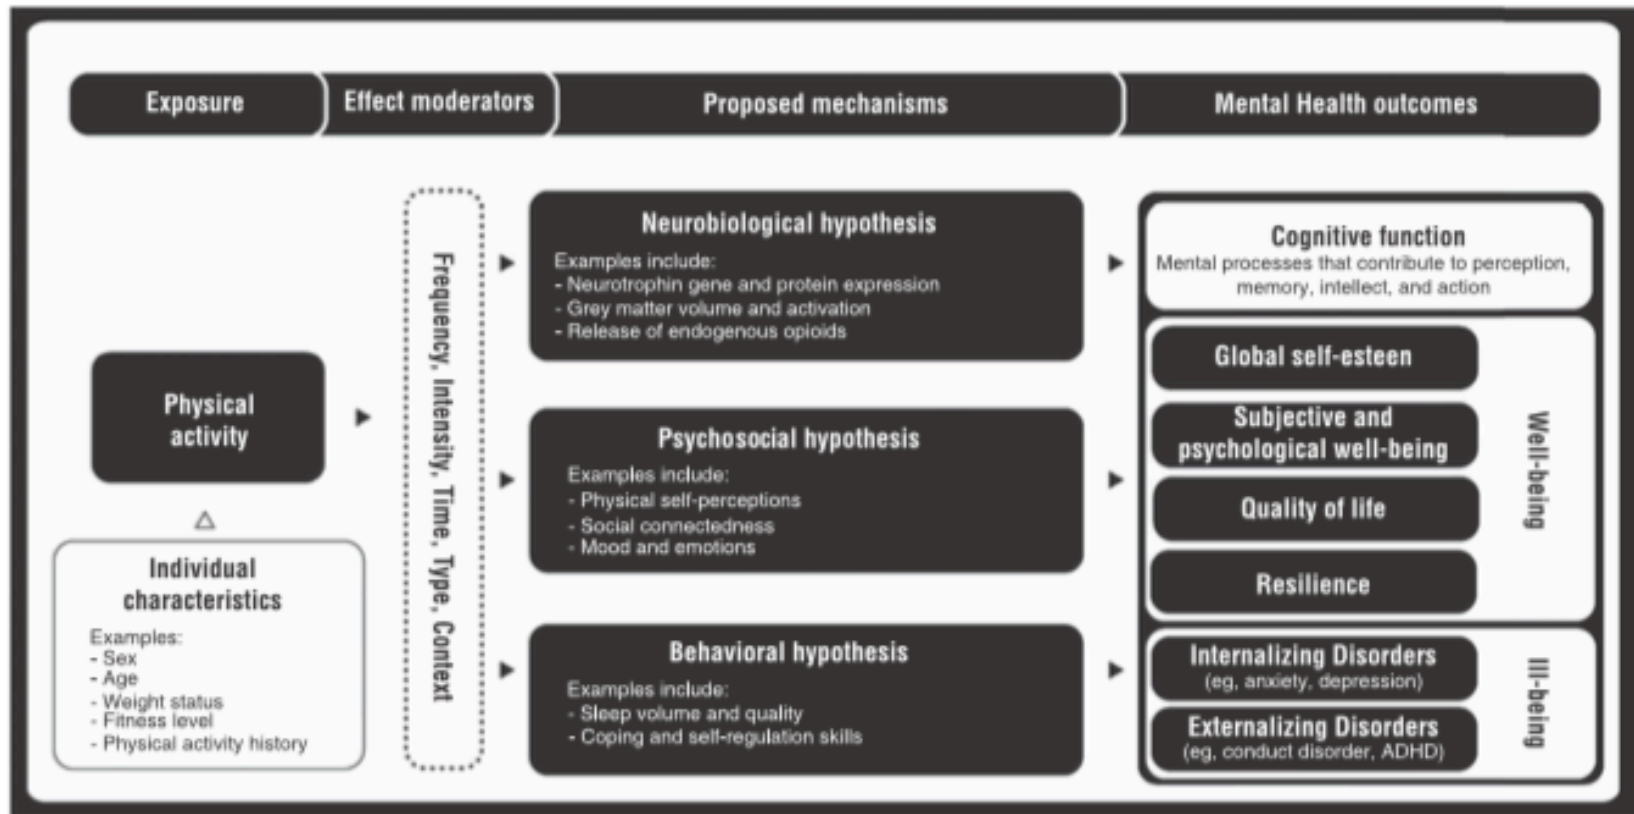 Exposure
Effect moderators
Proposed mechanisms
Mental Health outcomes
Physical
activity
Individual
characteristics
Examples:
- Sex
- Age
- Weight status
- Fitness level
- Physical activity history
Frequency, Intensity, Time, Type, Context
Neurobiological hypothesis
Examples include:
- Neurotrophin gene and protein expression
- Grey matter volume and activation
- Release of endogenous opioids
Psychosocial hypothesis
Examples include:
- Physical self-perceptions
- Social connectedness
- Mood and emotions
Behavioral hypothesis
Examples include:
- Sleep volume and quality
- Coping and self-regulation skills
Cognitive function
Mental processes that contribute to perception,
memory, intellect, and action
Global self-esteen
Subjective and
psychological well-being
Quality of life
Resilience
Well-being
Internalizing Disorders
(eg, anxiety, depression)
Externalizing Disorders
(eg, conduct disorder, ADHD)
Ill-being